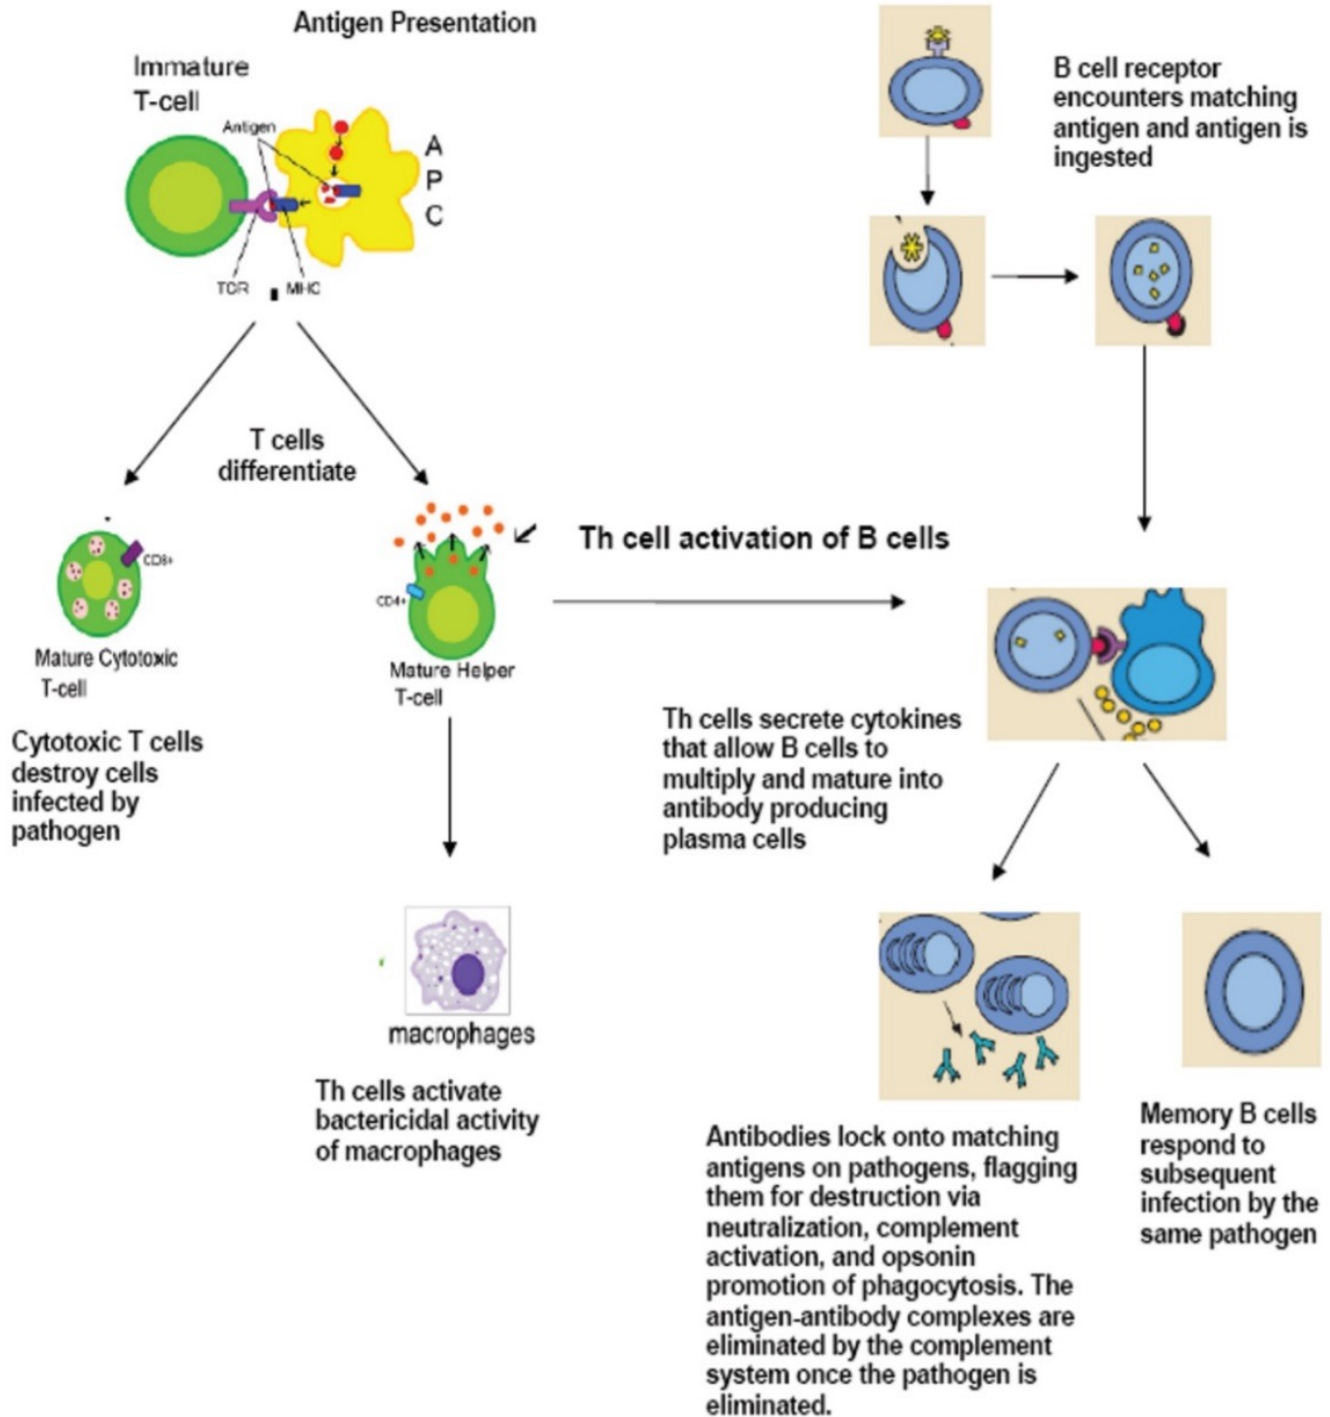 Antigen Presentation
Immature
T-cell
Antigen
A
P
C
TCR
MHC
B cell receptor
encounters matching
antigen and antigen is
ingested
T cells
differentiate
CD8+
Mature Cytotoxic
T-cell
Cytotoxic T cells
destroy cells
infected by
pathogen
CD4+
Mature Helper
T-cell
Th cell activation of B cells
Th cells secrete cytokines
that allow B cells to
multiply and mature into
antibody producing
plasma cells
macrophages
Th cells activate
bactericidal activity
of macrophages
Antibodies lock onto matching
antigens on pathogens, flagging
them for destruction via
neutralization, complement
activation, and opsonin
promotion of phagocytosis. The
antigen-antibody complexes are
eliminated by the complement
system once the pathogen is
eliminated.
Memory B cells
respond to
subsequent
infection by the
same pathogen